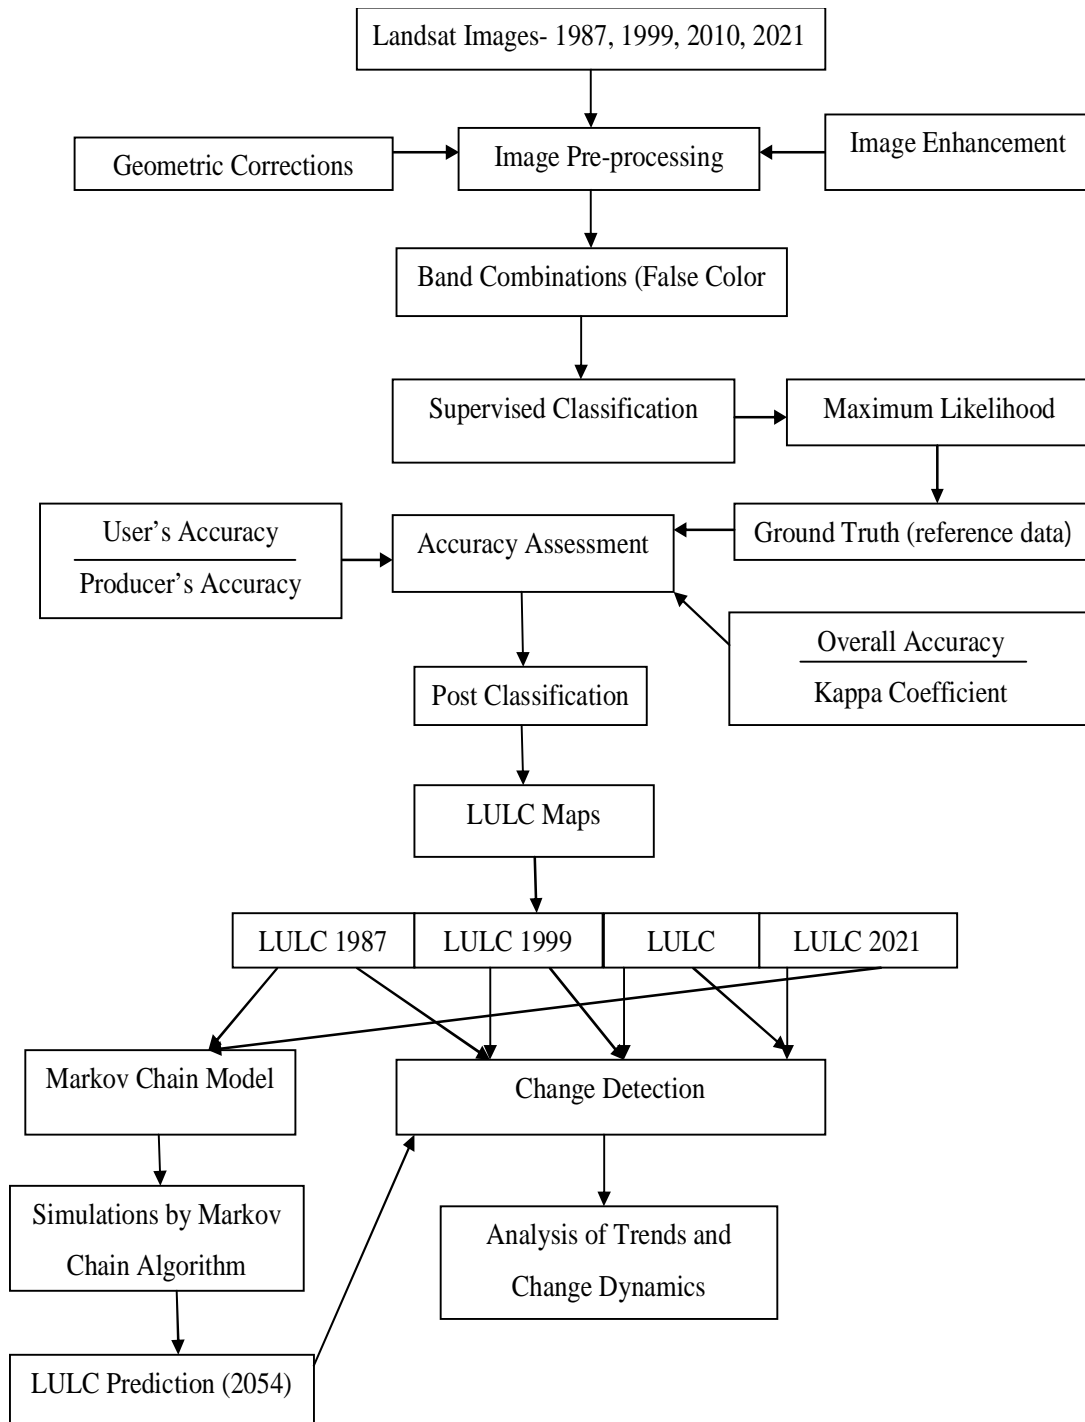 Landsat Images- 1987, 1999, 2010, 2021
Geometric Corrections
Image Pre-processing
Image Enhancement
Band Combinations (False Color
Supervised Classification
Maximum Likelihood
User’s Accuracy
Producer’s Accuracy
Accuracy Assessment
Ground Truth (reference data)
Overall Accuracy
Kappa Coefficient
Post Classification
LULC Maps
LULC 1987
LULC 1999
LULC
LULC 2021
Markov Chain Model
Change Detection
Simulations by Markov
Chain Algorithm
Analysis of Trends and
Change Dynamics
LULC Prediction (2054)